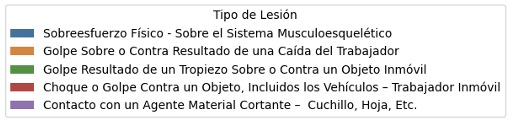 Tipo de Lesión
Sobreesfuerzo Físico - Sobre el Sistema Musculoesquelético
Golpe Sobre o Contra Resultado de una Caída del Trabajador
Golpe Resultado de un Tropiezo Sobre o Contra un Objeto Inmóvil
Choque o Golpe Contra un Objeto, Incluidos los Vehículos – Trabajador Inmóvil
Contacto con un Agente Material Cortante –  Cuchillo, Hoja, Etc.